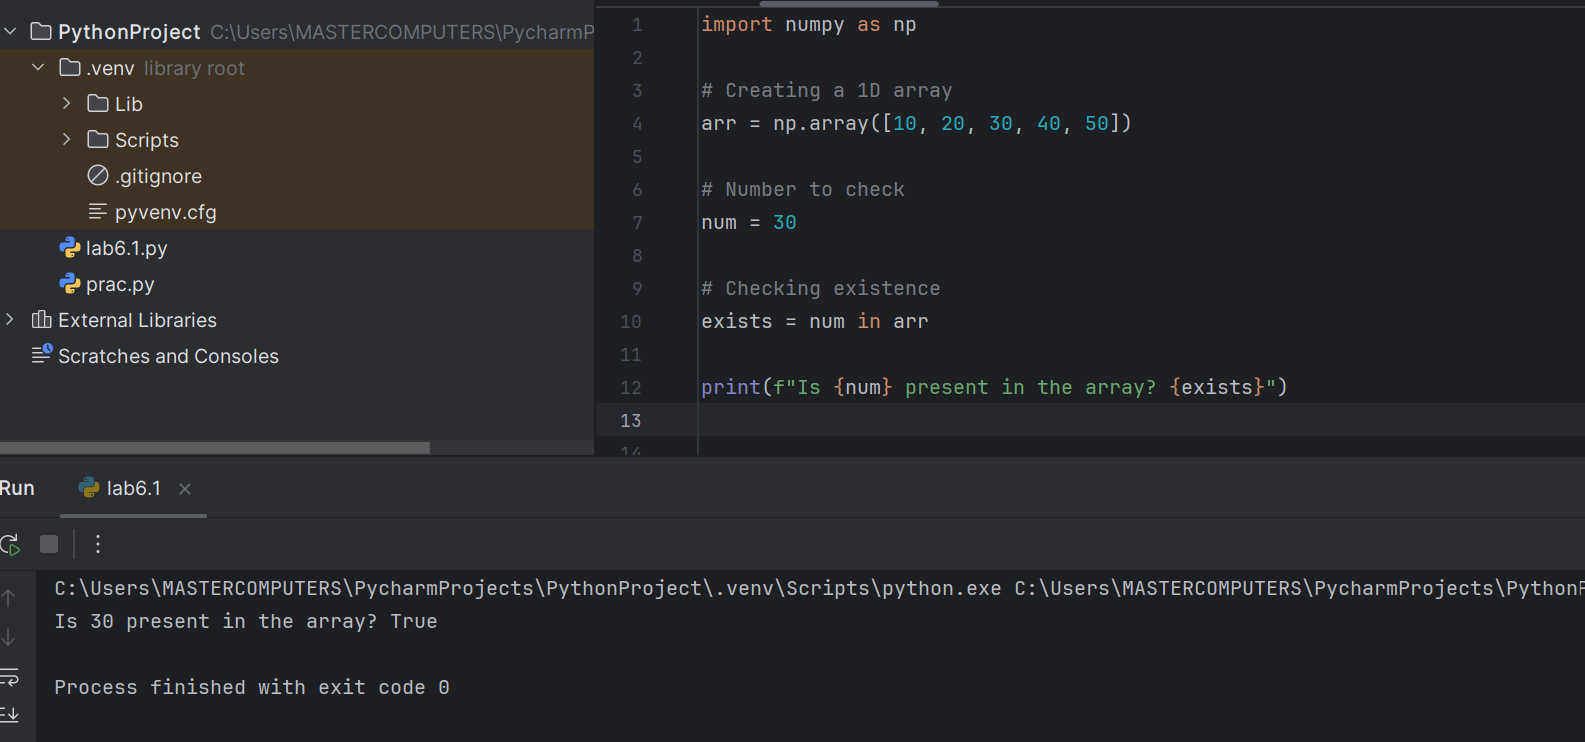 PythonProject C:\Users\MASTERCOMPUTERS\PycharmP
.venv library root
Lib
Scripts
.gitignore
pyvenv.cfg
lab6.1.py
prac.py
External Libraries
Scratches and Consoles
1 import numpy as np
2
3 # Creating a 1D array
4 arr = np.array([10, 20, 30, 40, 50])
5
6 # Number to check
7 num = 30
8
9 # Checking existence
10 exists = num in arr
11
12 print(f"Is {num} present in the array? {exists}")
13
14
Run lab6.1
C:\Users\MASTERCOMPUTERS\PycharmProjects\PythonProject\.venv\Scripts\python.exe C:\Users\MASTERCOMPUTERS\PycharmProjects\PythonP
Is 30 present in the array? True
Process finished with exit code 0